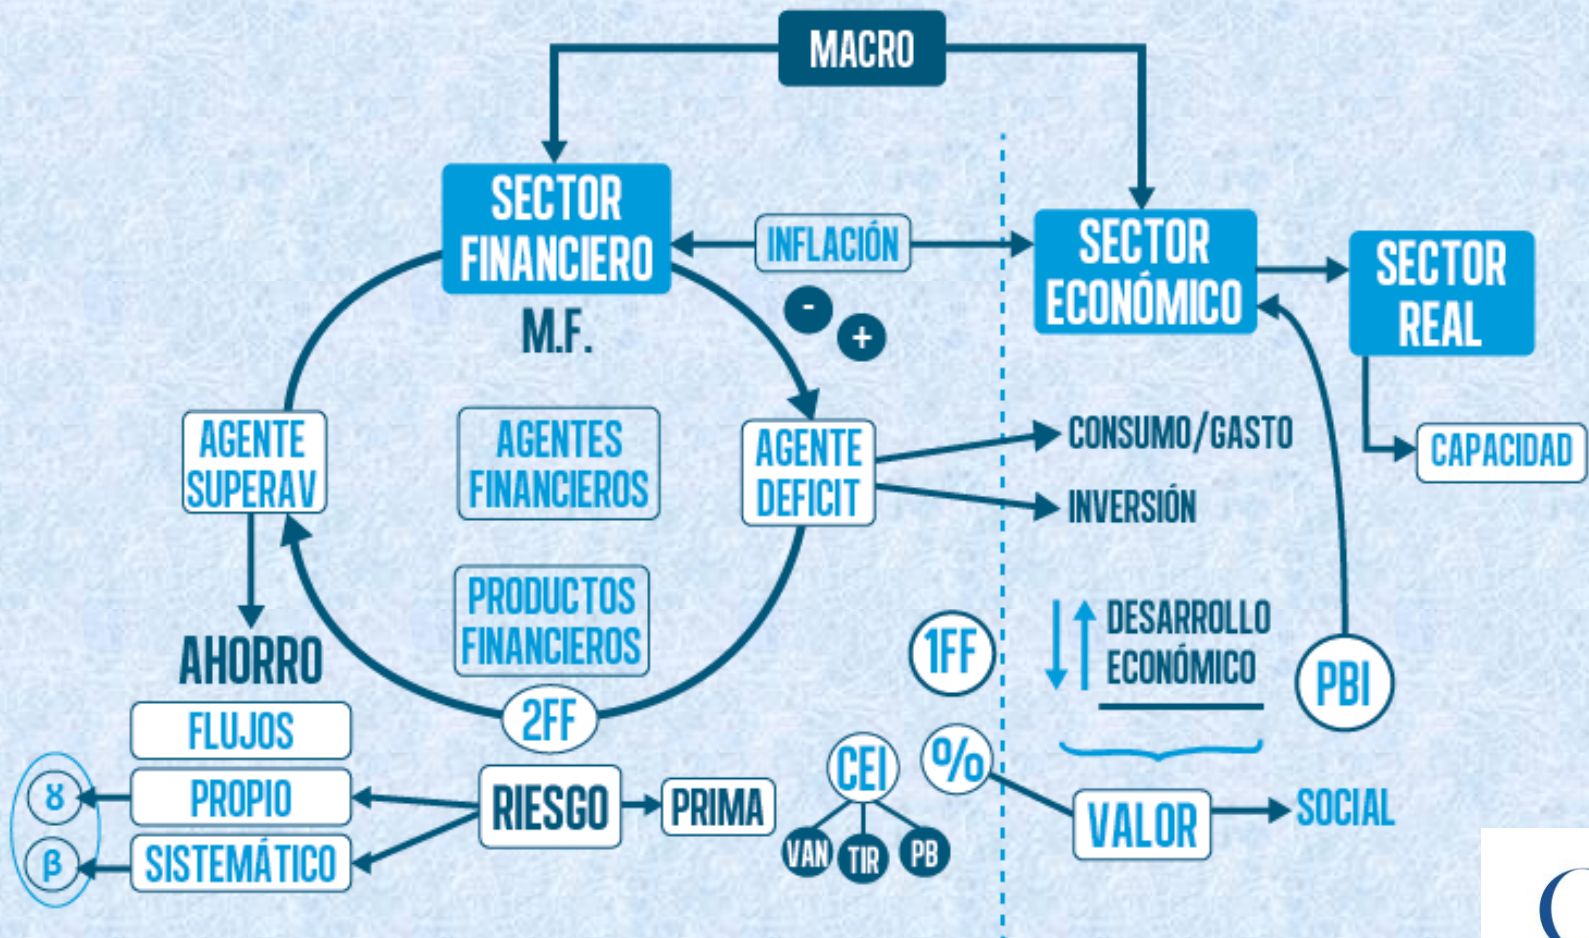 MACRO
SECTOR
FINANCIERO
M.F.
INFLACIÓN
-
+
SECTOR
ECONÓMICO
SECTOR
REAL
CAPACIDAD
AGENTE
SUPERAV
AGENTES
FINANCIEROS
AGENTE
DEFICIT
CONSUMO/GASTO
INVERSIÓN
PRODUCTOS
FINANCIEROS
AHORRO
2FF
1FF
DESARROLLO
ECONÓMICO
PBI
FLUJOS
PROPIO
SISTEMÁTICO
ɣ
β
RIESGO
PRIMA
CEI
VAN
TIR
PB
%
VALOR
SOCIAL